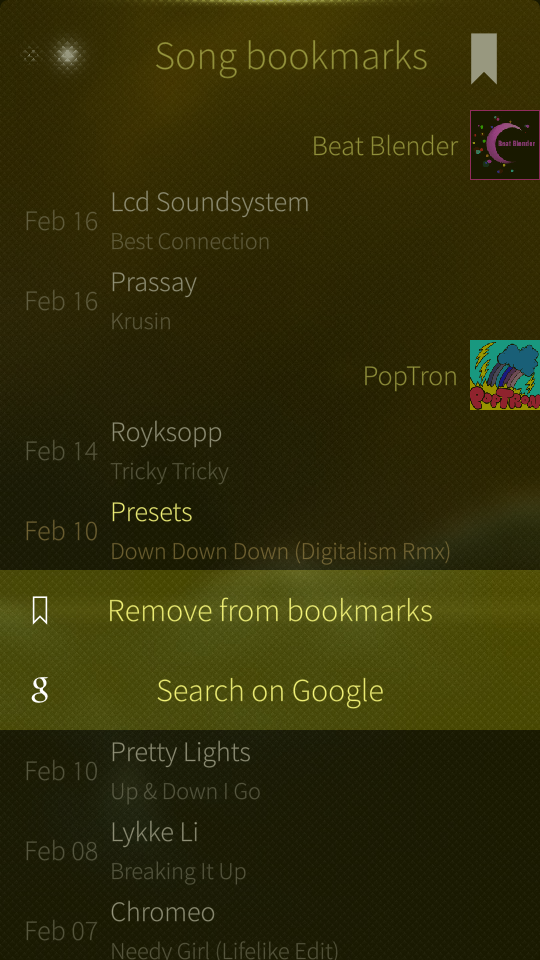 Song bookmarks
Beat Blender
Beat Blender
Lcd Soundsystem
Feb 16
Best Connection
Prassay
Feb 16
Krusin
PopTron
PopTron
Royksopp
Feb 14
Tricky Tricky
Presets
Feb 10
Down Down Down (Digitalism Rmx)
Remove from bookmarks
g
Search on Google
Pretty Lights
Feb 10
Up & Down I Go
Lykke Li
Feb 08
Breaking It Up
Chromeo
Feb 07
Needy Girl (Lifelike Edit)